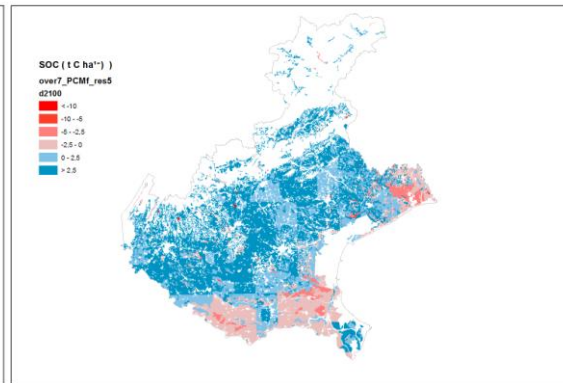 SOC ( t C ha⁻¹ )
over7_PCMf_res5
d2100
< -10
-10 - -5
-5 - -2,5
-2,5 - 0
0 - 2,5
> 2,5